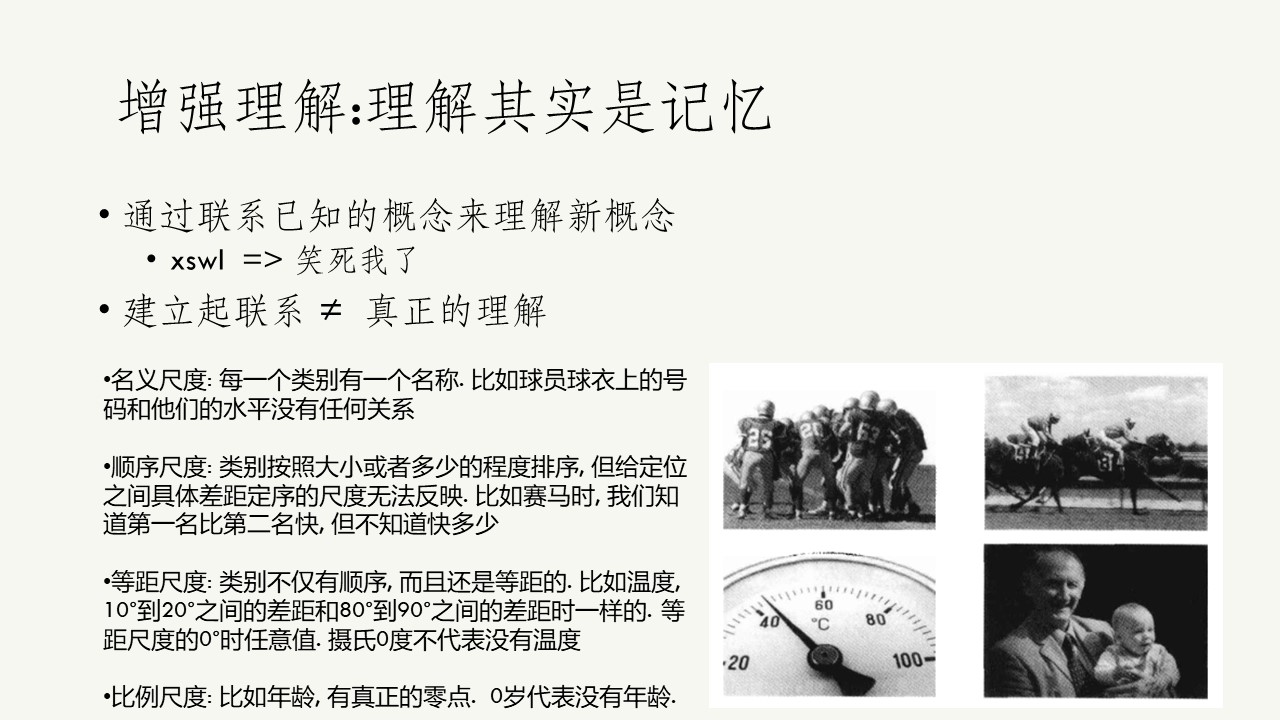 增强理解:理解其实是记忆
• 通过联系已知的概念来理解新概念
• xswl => 笑死我了
• 建立起联系 ≠ 真正的理解
•名义尺度: 每一个类别有一个名称. 比如球员球衣上的号
码和他们的水平没有任何关系
•顺序尺度: 类别按照大小或者多少的程度排序, 但给定位
之间具体差距定序的尺度无法反映. 比如赛马时, 我们知
道第一名比第二名快, 但不知道快多少
•等距尺度: 类别不仅有顺序, 而且还是等距的. 比如温度,
10°到20°之间的差距和80°到90°之间的差距时一样的. 等
距尺度的0°时任意值. 摄氏0度不代表没有温度
•比例尺度: 比如年龄, 有真正的零点. 0岁代表没有年龄.
26 20 63
8
20 40 60 80 100
°C